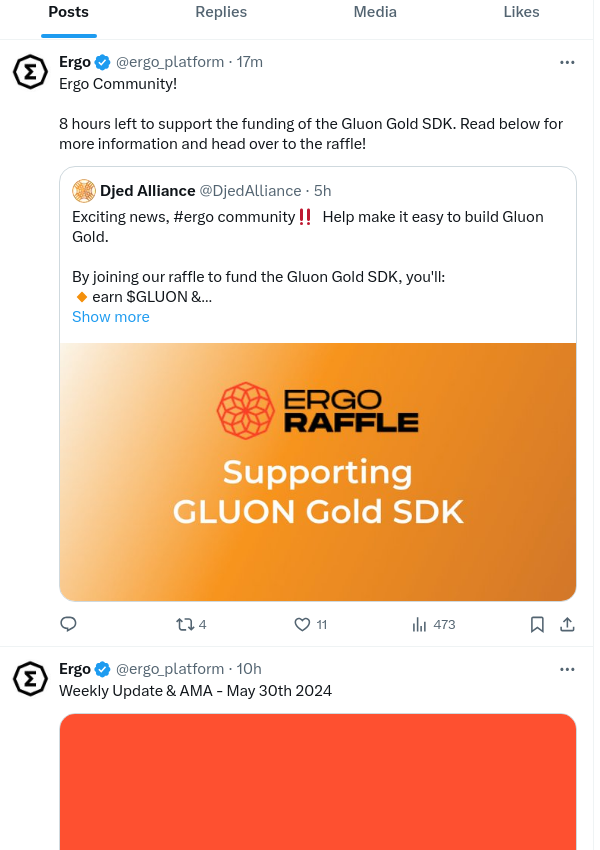 Posts Replies Media Likes
Ergo @ergo_platform · 17m
Ergo Community!
8 hours left to support the funding of the Gluon Gold SDK. Read below for
more information and head over to the raffle!
Djed Alliance @DjedAlliance · 5h
Exciting news, #ergo community‼️ Help make it easy to build Gluon
Gold.
By joining our raffle to fund the Gluon Gold SDK, you'll:
🔸earn $GLUON &...
Show more
ERGO
RAFFLE
Supporting
GLUON Gold SDK
4 11 473
Ergo @ergo_platform · 10h
Weekly Update & AMA - May 30th 2024